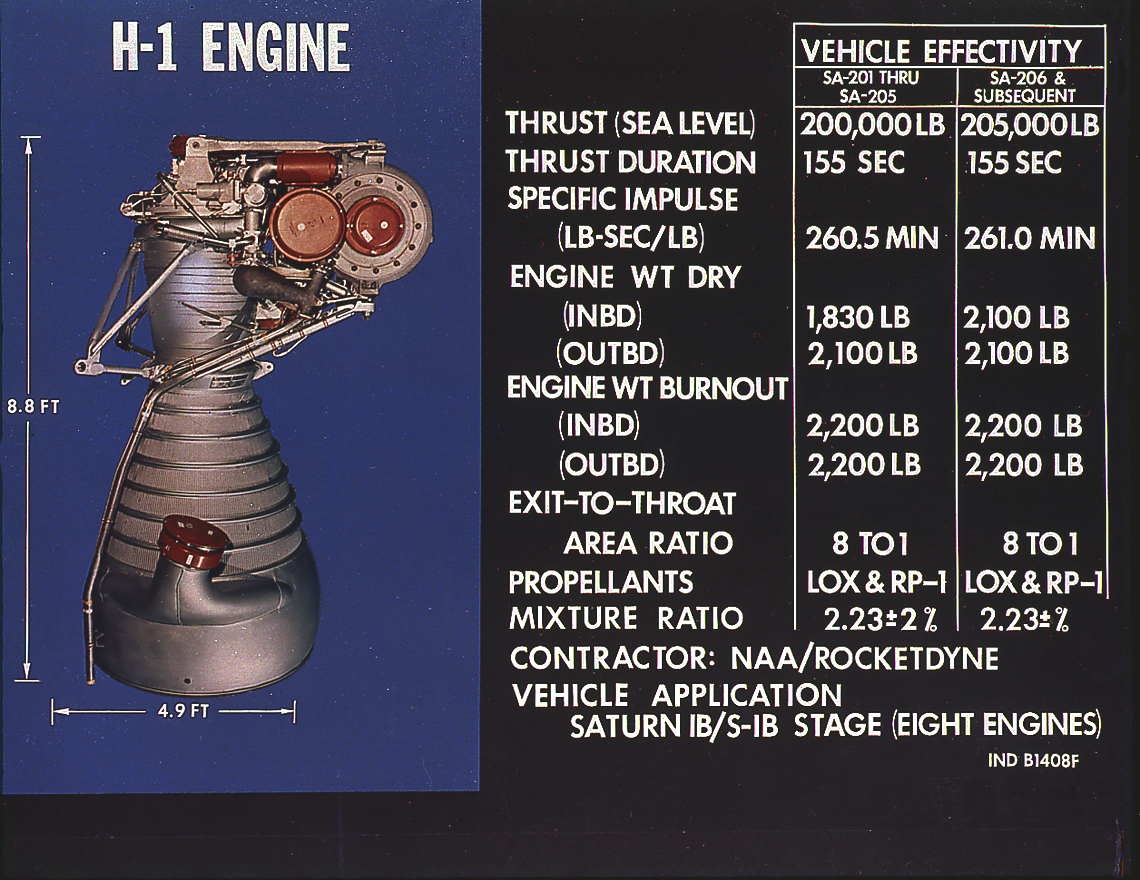 H-1 ENGINE
8.8 FT
4.9 FT
VEHICLE EFFECTIVITY
SA-201 THRU SA-205
SA-206 & SUBSEQUENT
THRUST (SEA LEVEL) 200,000 LB 205,000 LB
THRUST DURATION 155 SEC 155 SEC
SPECIFIC IMPULSE
(LB-SEC/LB) 260.5 MIN 261.0 MIN
ENGINE WT DRY
(INBD) 1,830 LB 2,100 LB
(OUTBD) 2,100 LB 2,100 LB
ENGINE WT BURNOUT
(INBD) 2,200 LB 2,200 LB
(OUTBD) 2,200 LB 2,200 LB
EXIT-TO-THROAT
AREA RATIO 8 TO 1 8 TO 1
PROPELLANTS LOX & RP-1 LOX & RP-1
MIXTURE RATIO 2.23±2% 2.23±%
CONTRACTOR: NAA/ROCKETDYNE
VEHICLE APPLICATION
SATURN IB/S-IB STAGE (EIGHT ENGINES)
IND B1408F